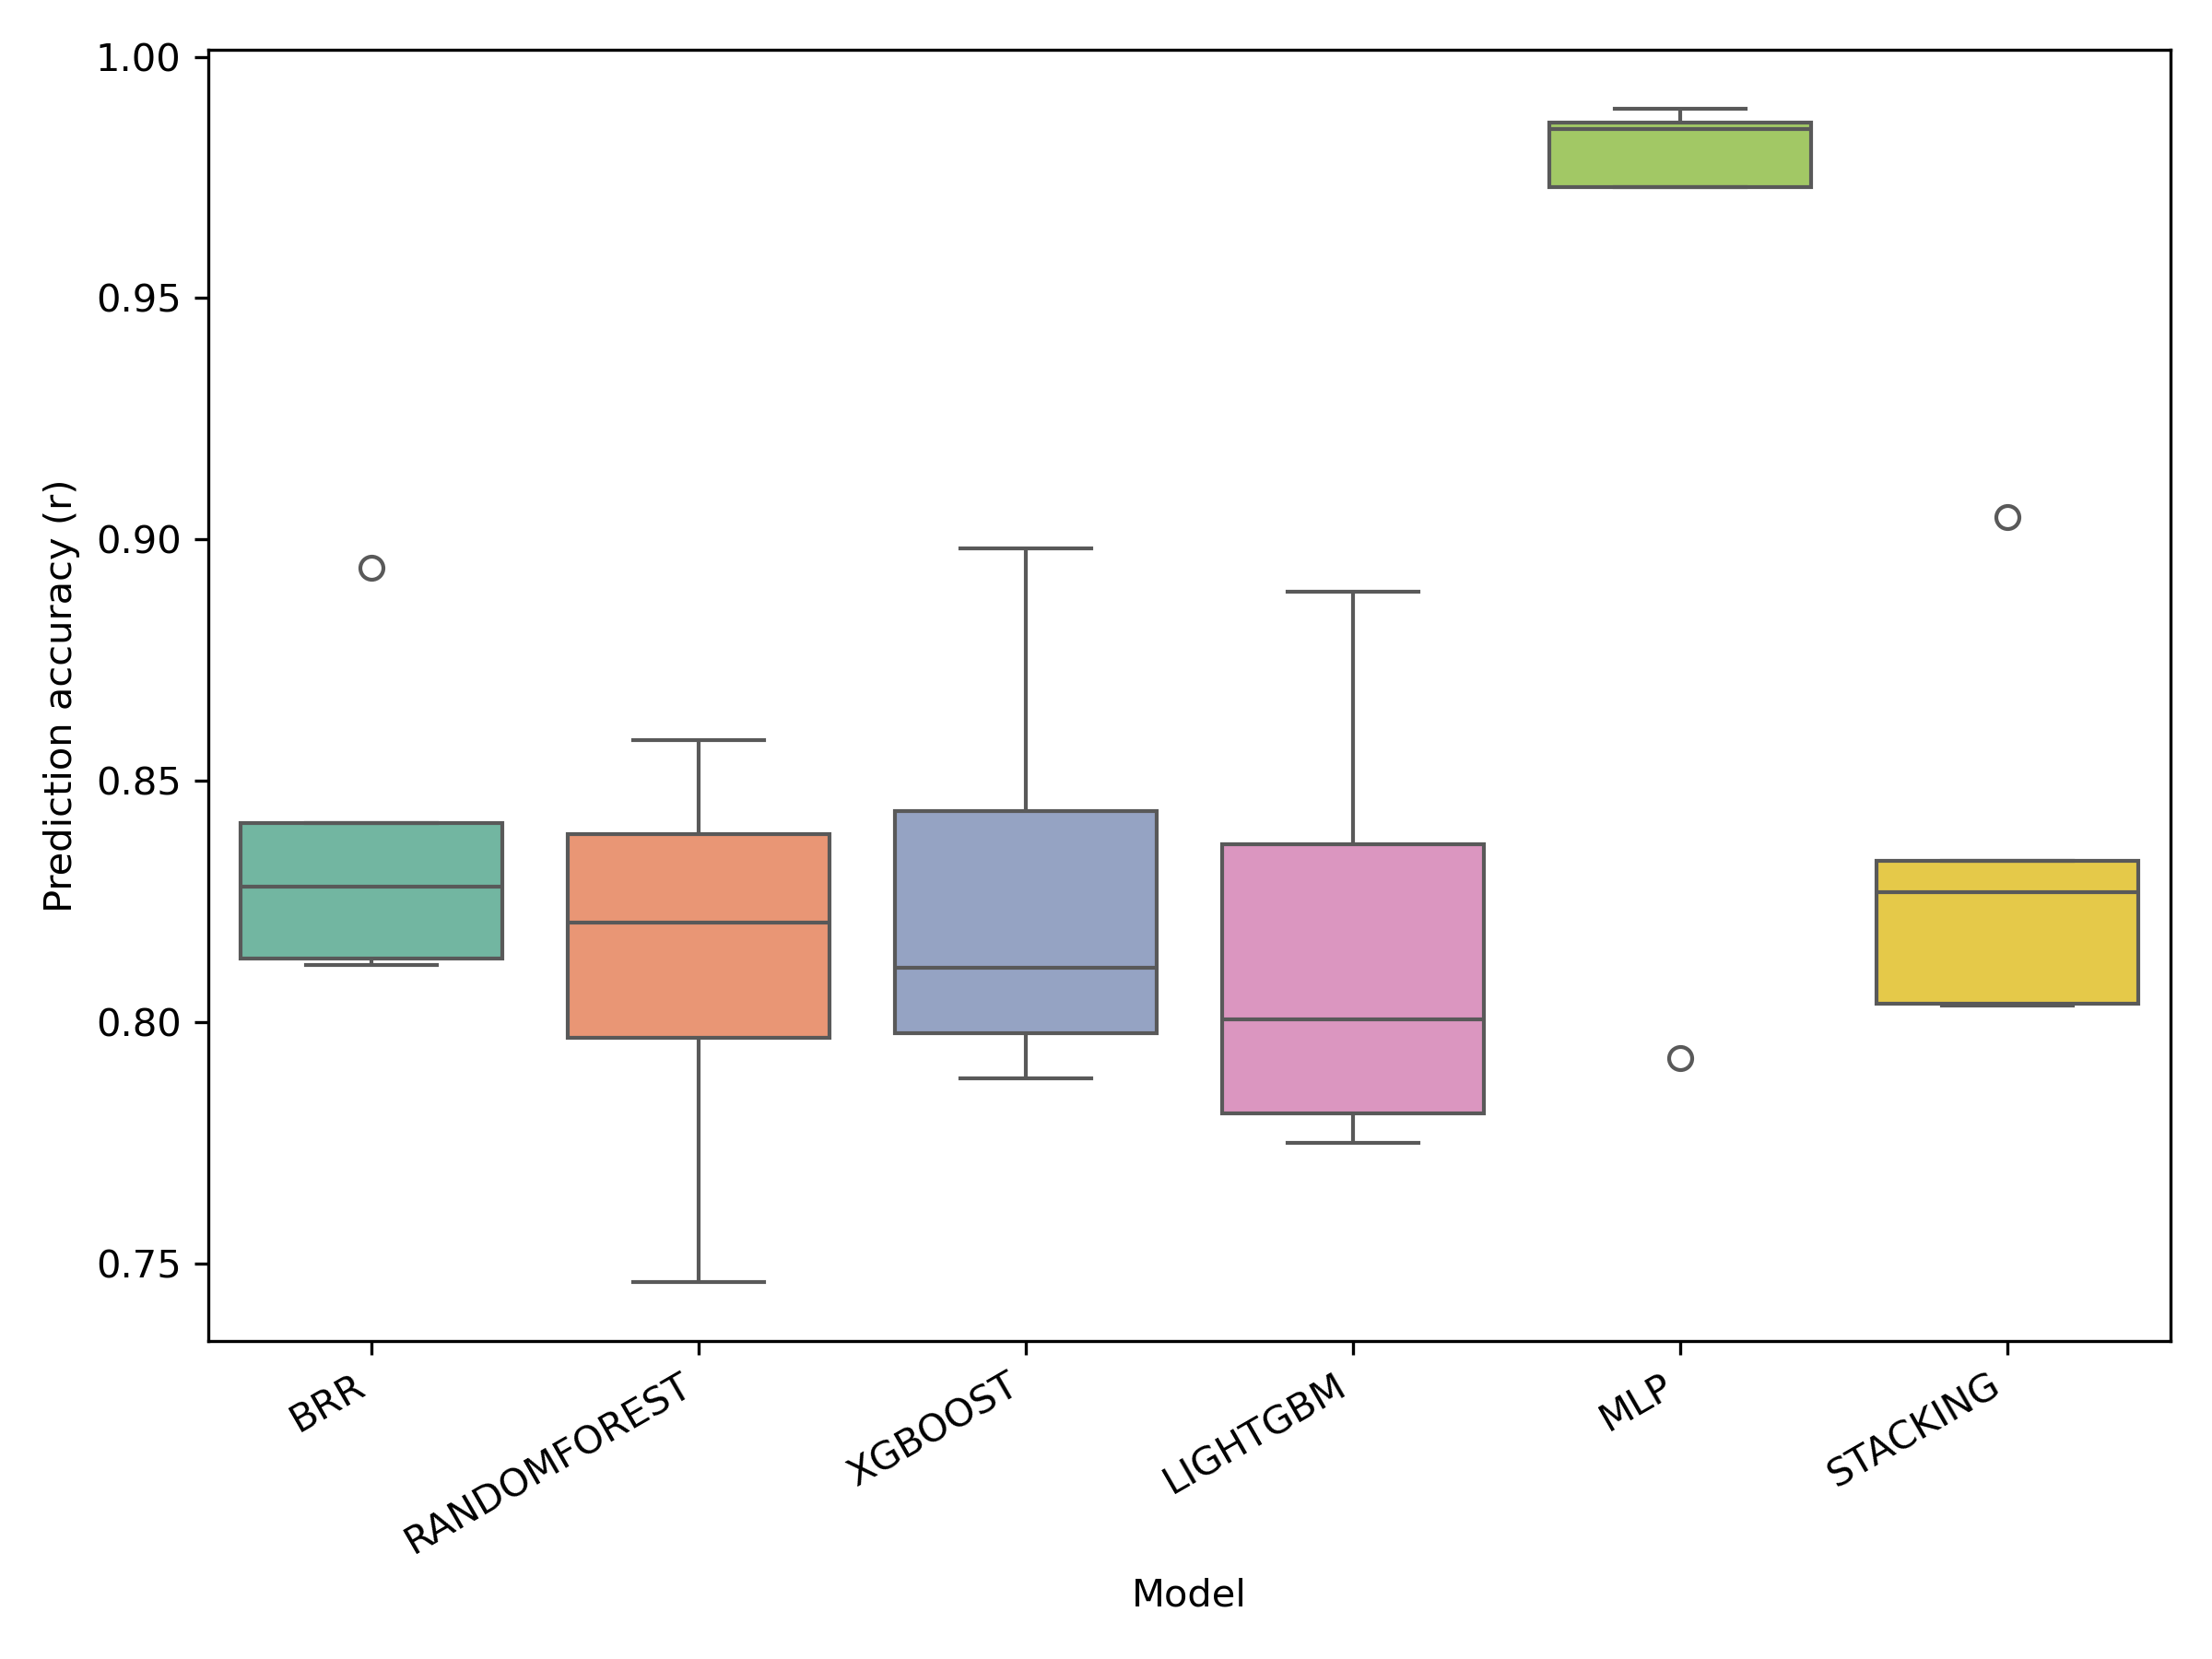 1.00
0.95
0.90
0.85
0.80
0.75
Prediction accuracy (r)
BRR
RANDOMFOREST
XGBOOST
LIGHTGBM
MLP
STACKING
Model